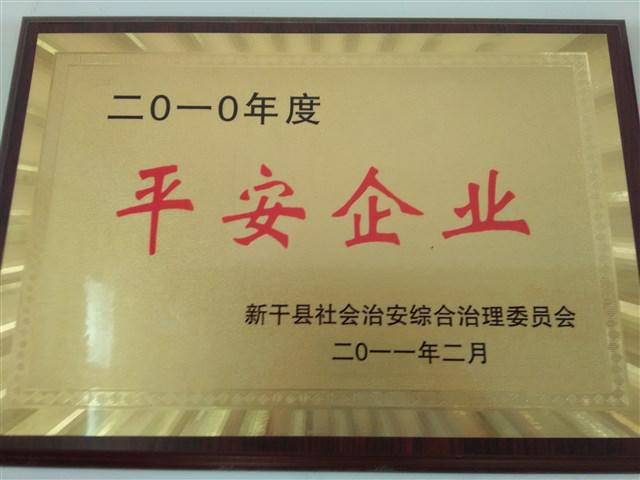 二0一0年度
平安企业
新干县社会治安综合治理委员会
二0一一年二月